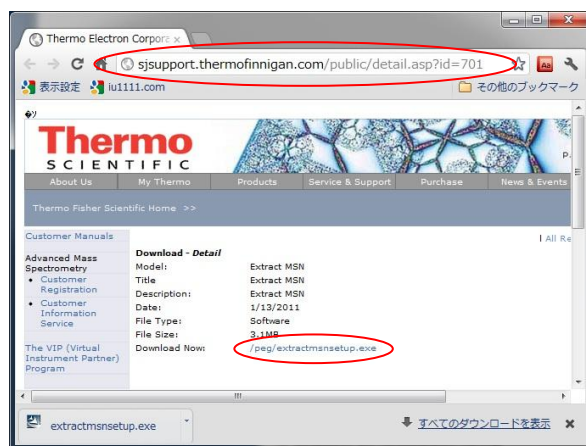 Thermo Electron Corpora
sjsupport.thermofinnigan.com/public/detail.asp?id=701
表示設定 iu1111.com その他のブックマーク
Thermo
SCIENTIFIC
About Us My Thermo Products Service & Support Purchase News & Events
Thermo Fisher Scientific Home >>
Customer Manuals
Advanced Mass
Spectrometry
• Customer
Registration
• Customer
Information
Service
The VIP (Virtual
Instrument Partner)
Program
| All Re
Download - Detail
Model: Extract MSN
Title Extract MSN
Description: Extract MSN
Date: 1/13/2011
File Type: Software
File Size: 3.1MB
Download Now: /peg/extractmsnsetup.exe
extractmsnsetup.exe すべてのダウンロードを表示